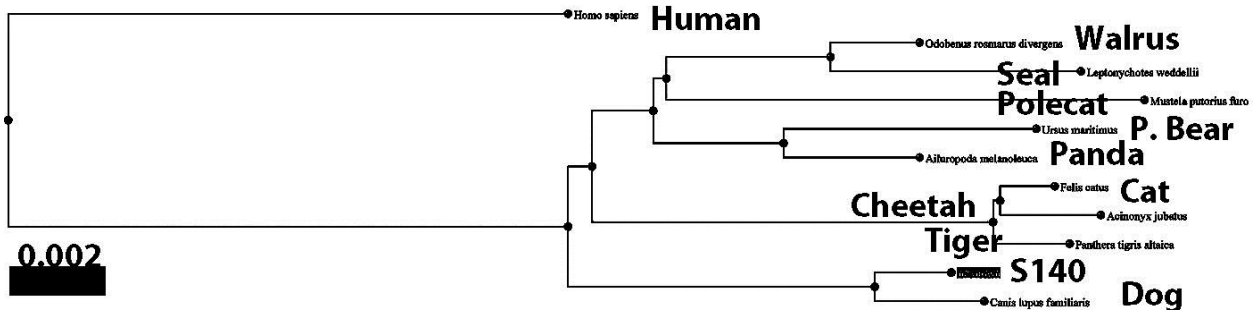 Homo sapiens Human
Odobenus rosmarus divergens Walrus
Seal Leptonychotes weddellii
Polecat Mustela putorius furo
Ursus maritimus P. Bear
Ailuropoda melanoleuca Panda
Felis catus Cat
Cheetah Acinonyx jubatus
Tiger Panthera tigris altaica
0.002
S140
Canis lupus familiaris Dog